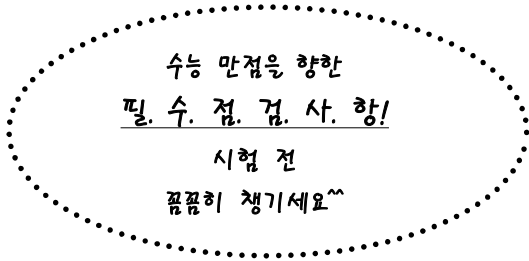 수능 만점을 향한
필. 수. 점. 검. 사. 항!
시험 전
꼼꼼히 챙기세요^^